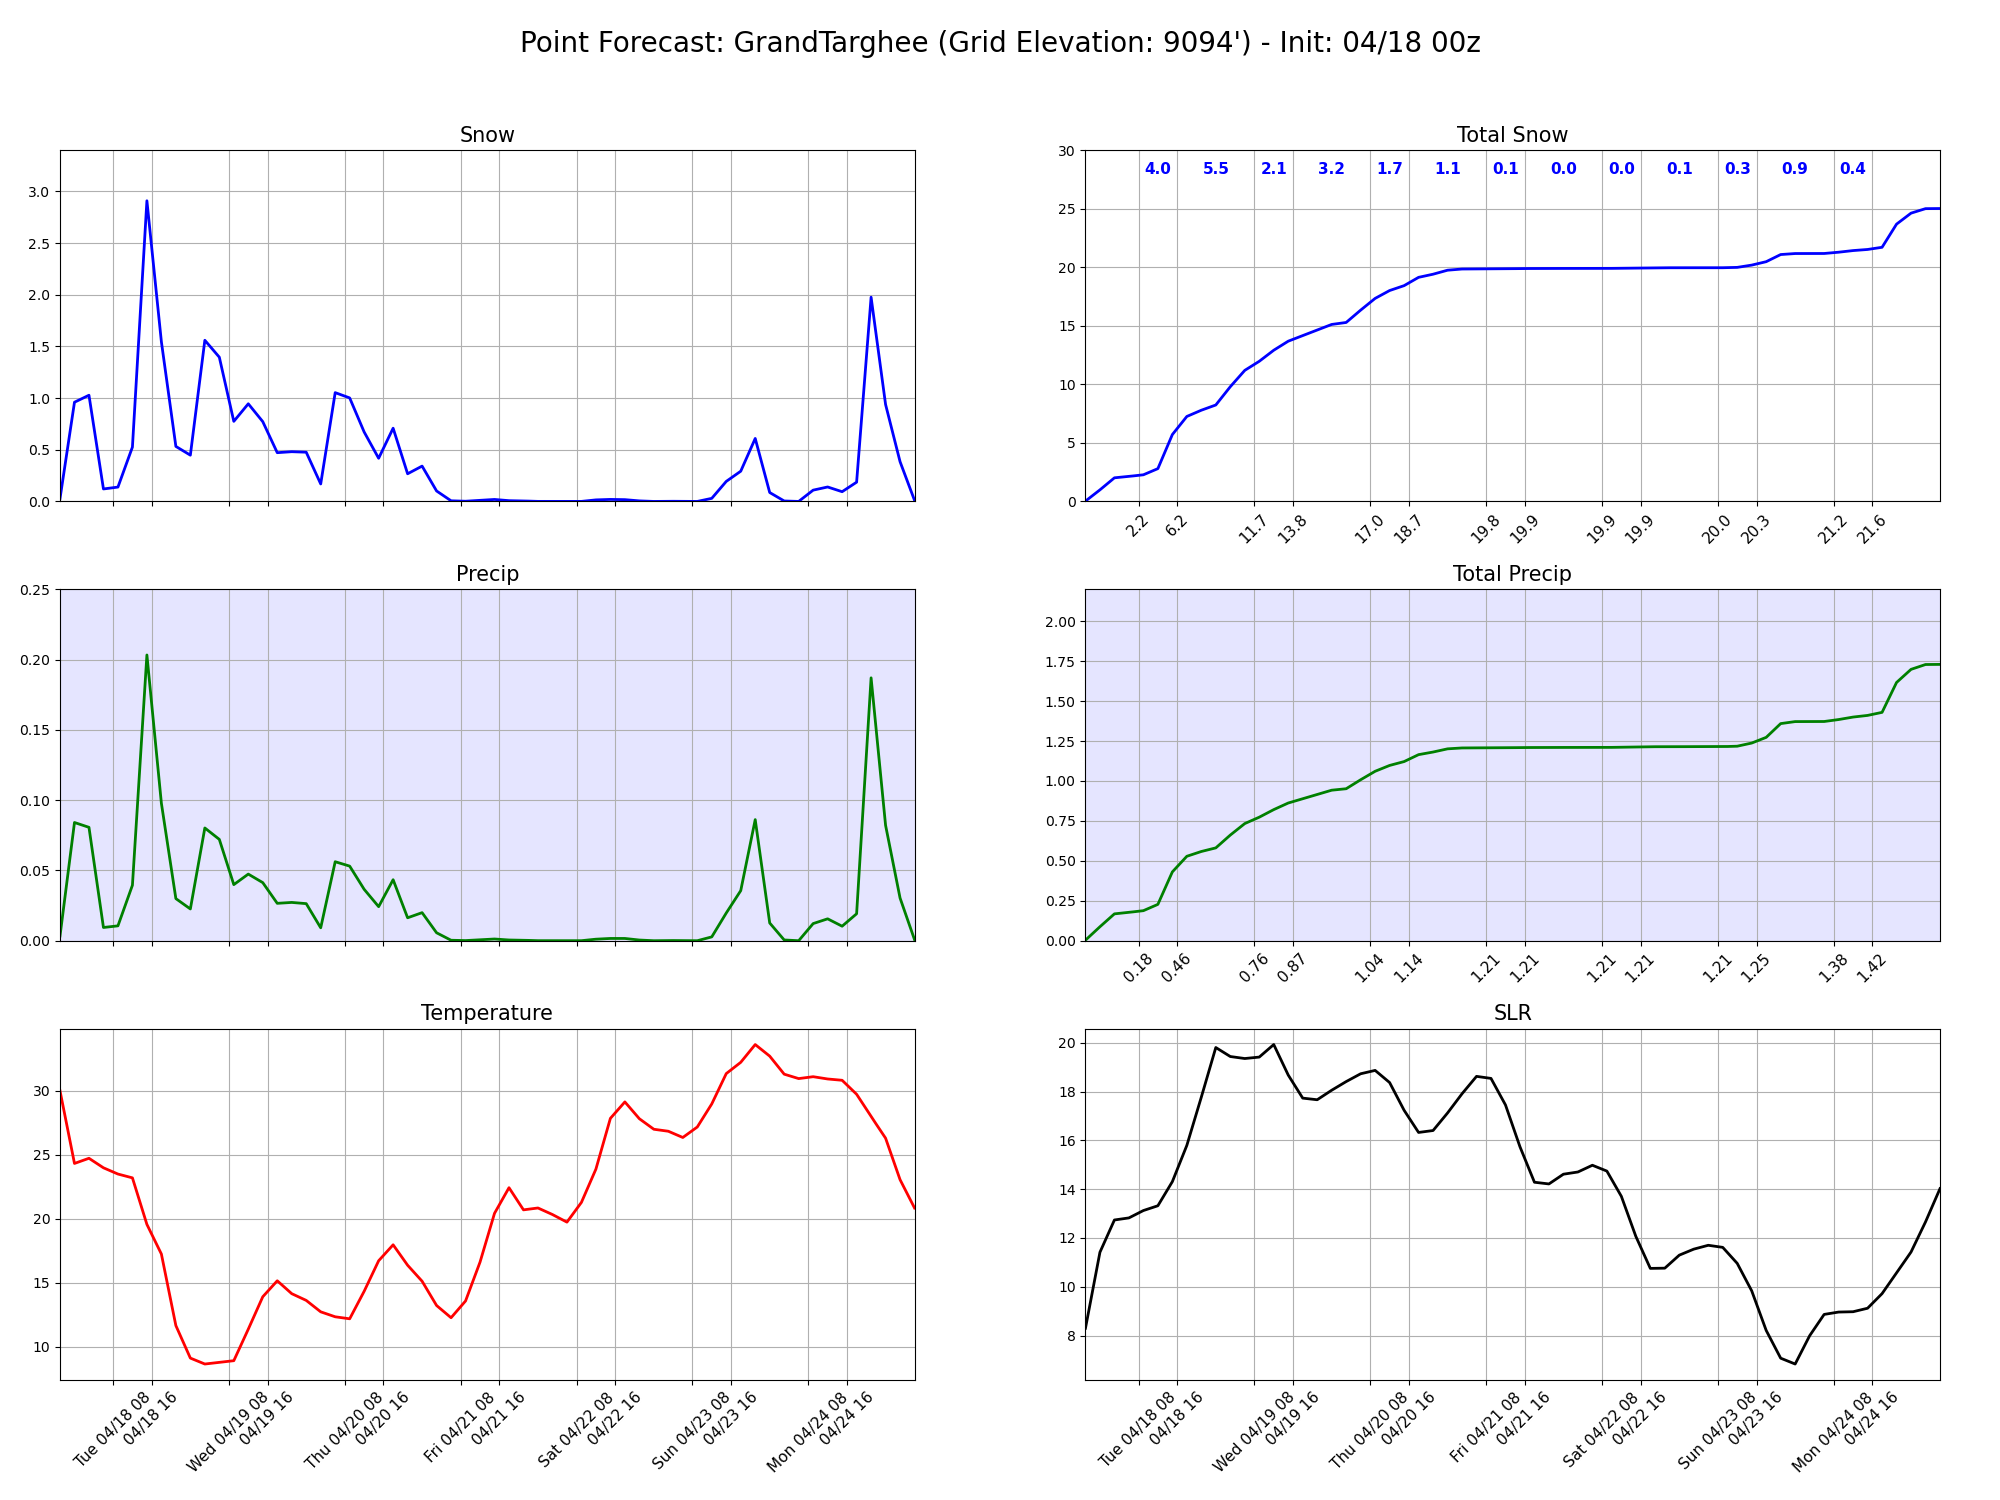 Point Forecast: GrandTarghee (Grid Elevation: 9094') - Init: 04/18 00z
Snow
3.0
2.5
2.0
1.5
1.0
0.5
0.0
Total Snow
4.0 5.5 2.1 3.2 1.7 1.1 0.1 0.0 0.0 0.1 0.3 0.9 0.4
30
25
20
15
10
5
0
2.2 6.2 11.7 13.8 17.0 18.7 19.8 19.9 19.9 19.9 20.0 20.3 21.2 21.6
Precip
0.25
0.20
0.15
0.10
0.05
0.00
Total Precip
2.00
1.75
1.50
1.25
1.00
0.75
0.50
0.25
0.00
0.18 0.46 0.76 0.87 1.04 1.14 1.21 1.21 1.21 1.21 1.21 1.25 1.38 1.42
Temperature
30
25
20
15
10
Tue 04/18 08
04/18 16
Wed 04/19 08
04/19 16
Thu 04/20 08
04/20 16
Fri 04/21 08
04/21 16
Sat 04/22 08
04/22 16
Sun 04/23 08
04/23 16
Mon 04/24 08
04/24 16
SLR
20
18
16
14
12
10
8
Tue 04/18 08
04/18 16
Wed 04/19 08
04/19 16
Thu 04/20 08
04/20 16
Fri 04/21 08
04/21 16
Sat 04/22 08
04/22 16
Sun 04/23 08
04/23 16
Mon 04/24 08
04/24 16